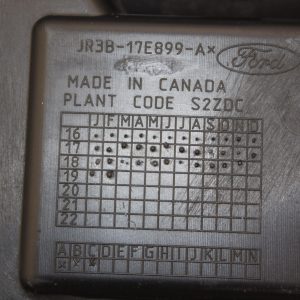 JR3B-17E899-A* Ford
MADE IN CANADA
PLANT CODE S2ZDC
J F M A M J J A S O N D
16
17
18
19
20
21
22
A B C D E F G H I J K L M N